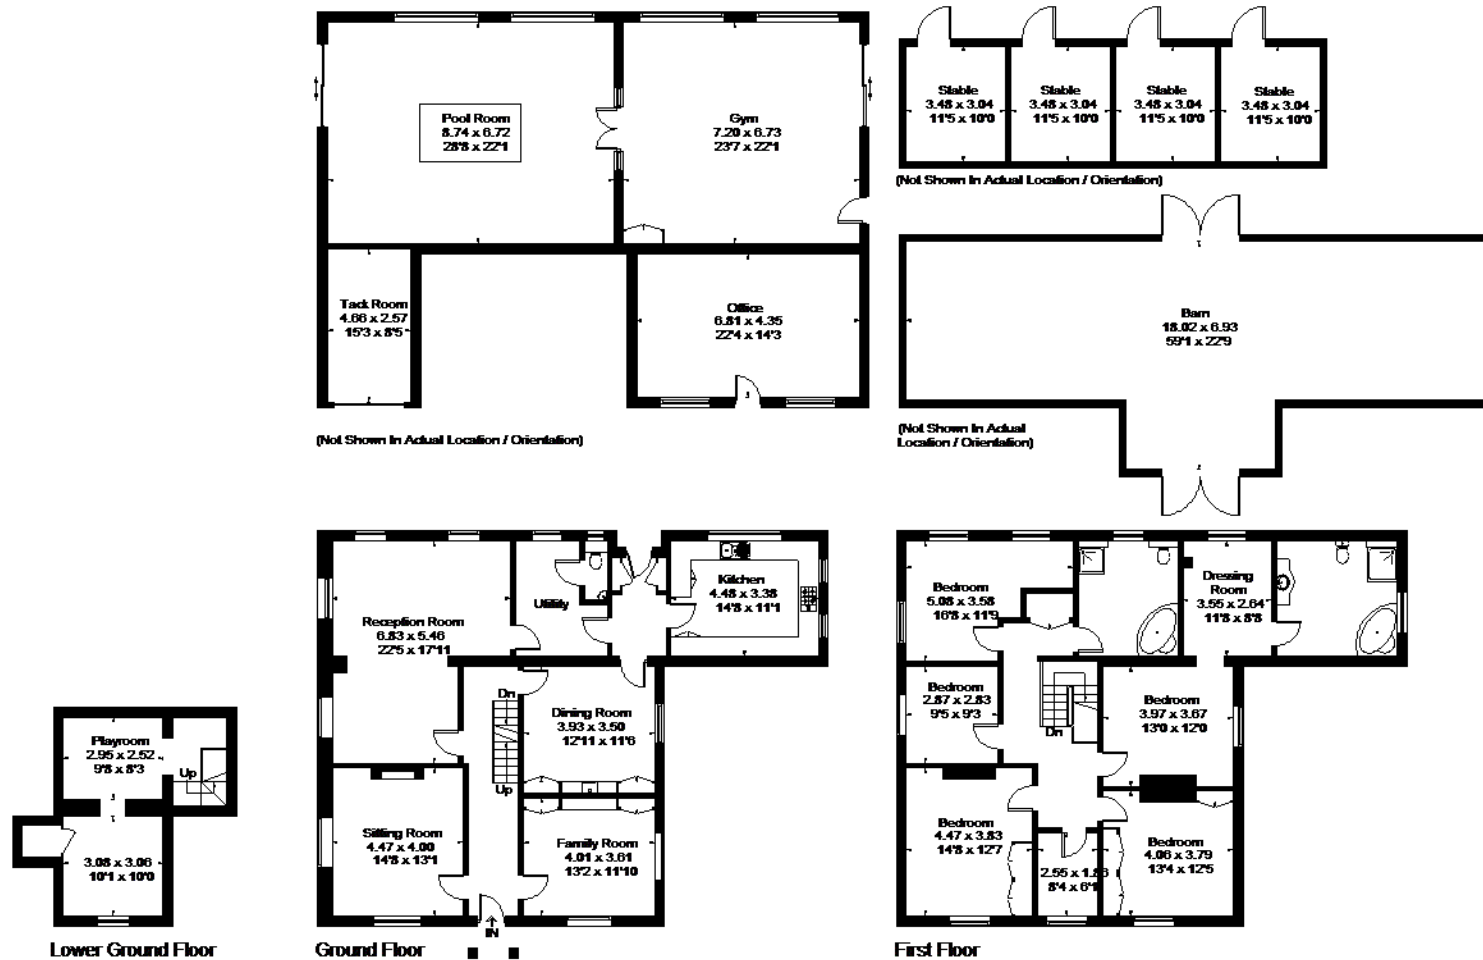 Pool Room
8.74 x 6.72
28'8 x 22'1
Gym
7.20 x 6.73
23'7 x 22'1
Stable
3.48 x 3.04
11'5 x 10'0
Stable
3.48 x 3.04
11'5 x 10'0
Stable
3.48 x 3.04
11'5 x 10'0
Stable
3.48 x 3.04
11'5 x 10'0
(Not Shown In Actual Location / Orientation)
Tack Room
4.66 x 2.57
15'3 x 8'5
Office
6.81 x 4.35
22'4 x 14'3
Barn
18.02 x 6.93
59'1 x 22'9
(Not Shown In Actual Location / Orientation)
(Not Shown In Actual
Location / Orientation)
Playroom
2.95 x 2.52
9'8 x 8'3
Up
3.08 x 3.06
10'1 x 10'0
Lower Ground Floor
Reception Room
6.83 x 5.46
22'5 x 17'11
Utility
Kitchen
4.48 x 3.38
14'8 x 11'1
Dn
Dining Room
3.93 x 3.50
12'11 x 11'6
Up
Sitting Room
4.47 x 4.00
14'8 x 13'1
Family Room
4.01 x 3.61
13'2 x 11'10
IN
Ground Floor
Bedroom
5.08 x 3.58
16'8 x 11'9
Dressing
Room
3.55 x 2.64
11'8 x 8'8
Bedroom
2.87 x 2.83
9'5 x 9'3
Dn
Bedroom
3.97 x 3.67
13'0 x 12'0
Bedroom
4.47 x 3.83
14'8 x 12'7
2.55 x 1.86
8'4 x 6'1
Bedroom
4.06 x 3.79
13'4 x 12'5
First Floor